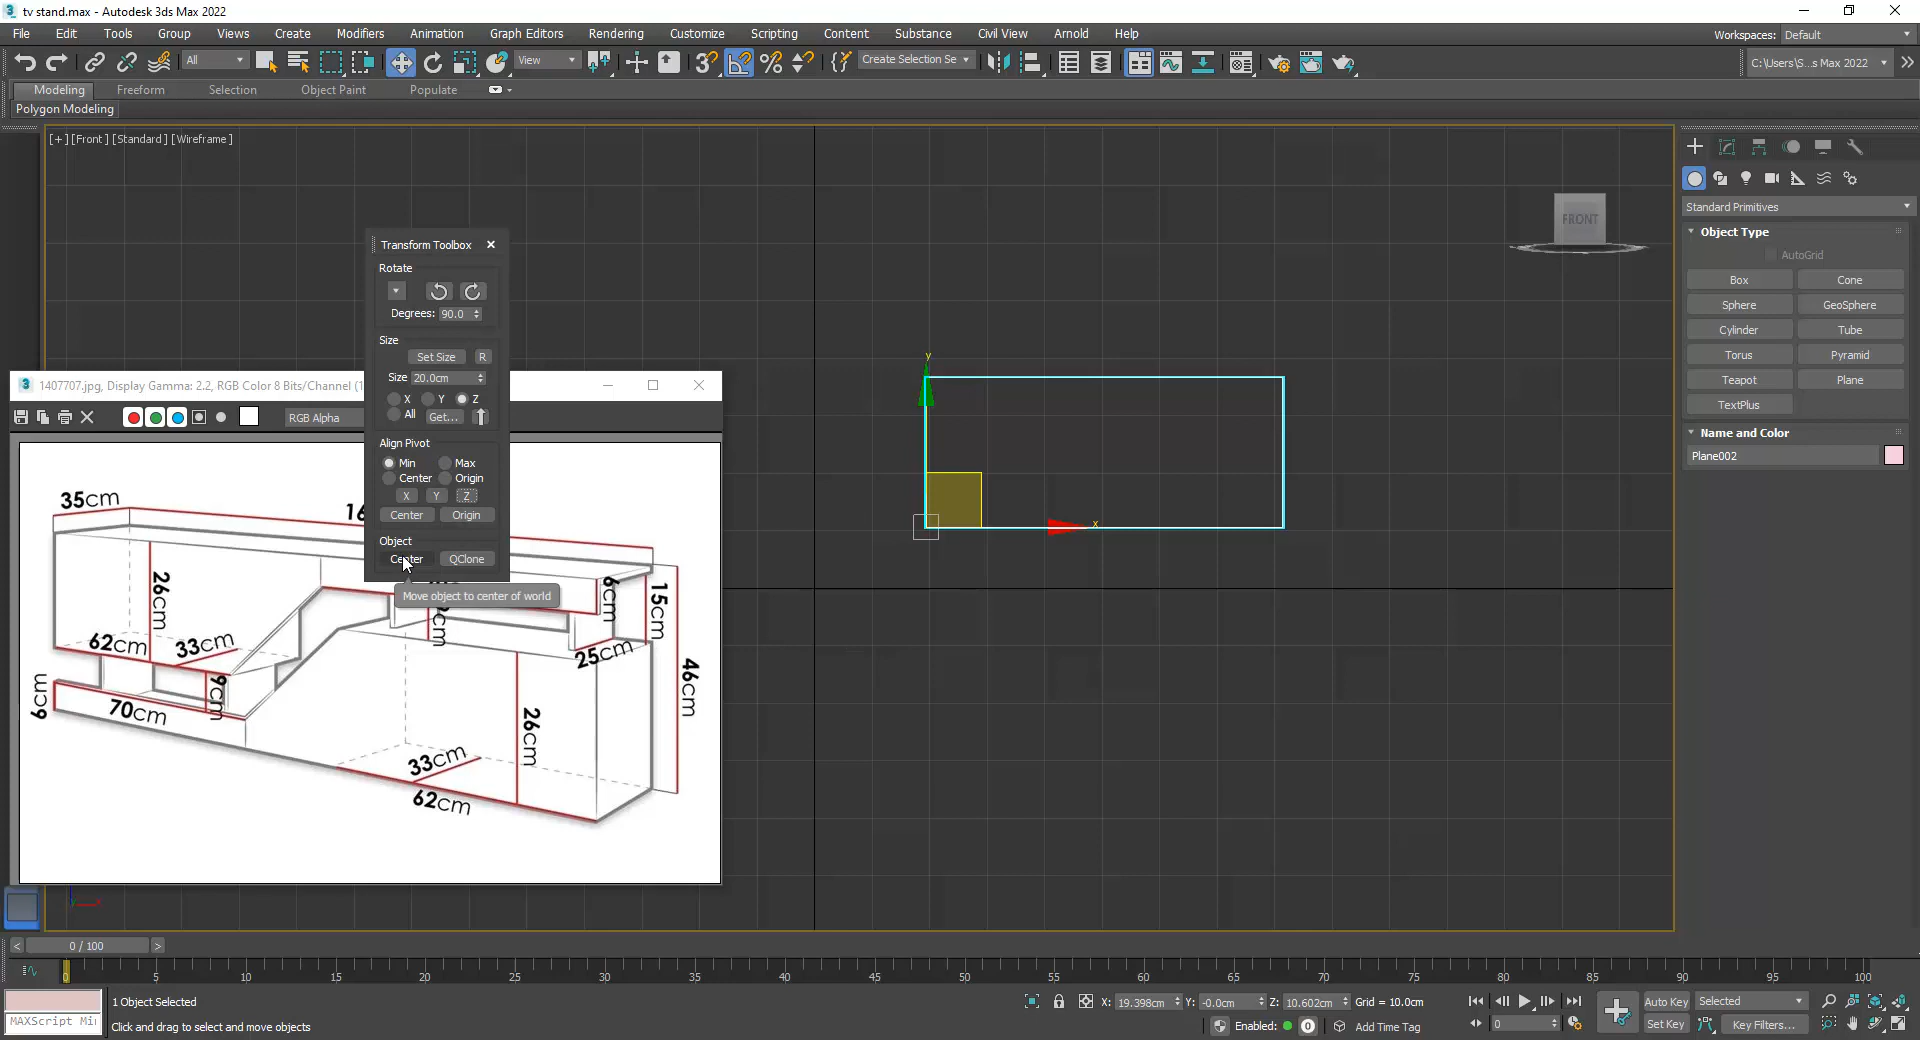 tv stand.max - Autodesk 3ds Max 2022
File Edit Tools Group Views Create Modifiers Animation Graph Editors Rendering Customize Scripting Content Substance Civil View Arnold Help
Workspaces: Default
All
View
Create Selection Se
C:\Users\S...s Max 2022
Modeling Freeform Selection Object Paint Populate
Polygon Modeling
[+] [Front ] [Standard ] [Wireframe ]
FRONT
Transform Toolbox
Rotate
Degrees: 90.0
Size
Set Size R
Size 20.0cm
X Y Z
All Get...
Align Pivot
Min Max
Center Origin
X Y Z
Center Origin
Object
Center QClone
Move object to center of world
1407707.jpg, Display Gamma: 2.2, RGB Color 8 Bits/Channel (1
RGB Alpha
35cm
16
26cm
62cm
33cm
9cm
70cm
6cm
6cm
15cm
25cm
46cm
26cm
33cm
62cm
y
x
Standard Primitives
Object Type
AutoGrid
Box Cone
Sphere GeoSphere
Cylinder Tube
Torus Pyramid
Teapot Plane
TextPlus
Name and Color
Plane002
0 / 100
0 5 10 15 20 25 30 35 40 45 50 55 60 65 70 75 80 85 90 95 100
1 Object Selected
X: 19.398cm Y: -0.0cm Z: 10.602cm Grid = 10.0cm
Auto Key Selected
MAXScript Mi
Click and drag to select and move objects
Enabled: 0 Add Time Tag
0
Set Key Key Filters...